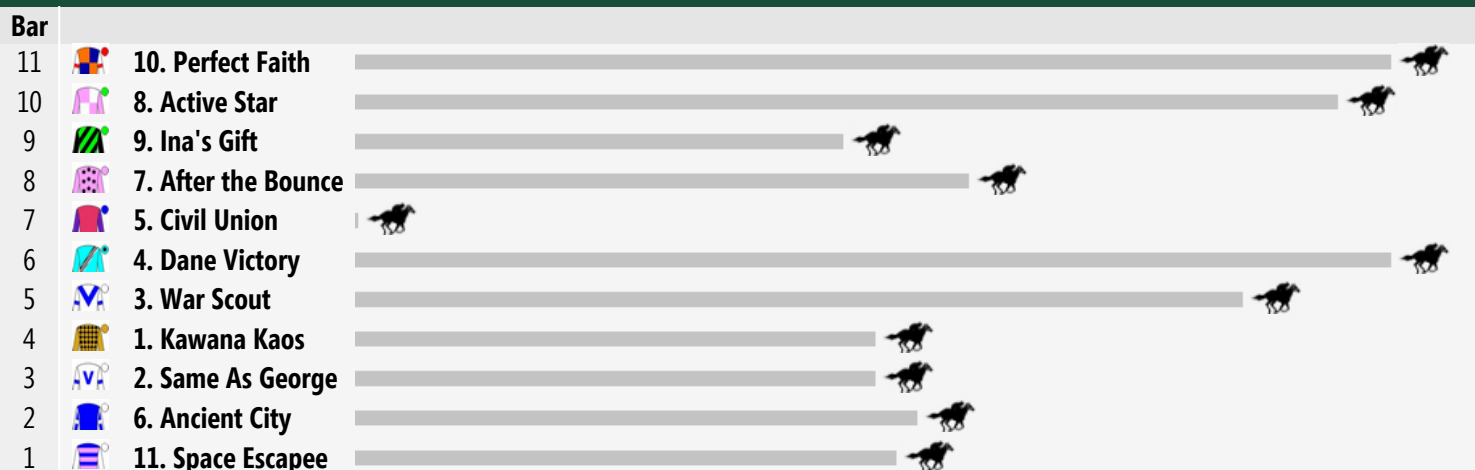 Bar
11 10. Perfect Faith
10 8. Active Star
9 9. Ina's Gift
8 7. After the Bounce
7 5. Civil Union
6 4. Dane Victory
5 3. War Scout
4 1. Kawana Kaos
3 2. Same As George
2 6. Ancient City
1 11. Space Escapee